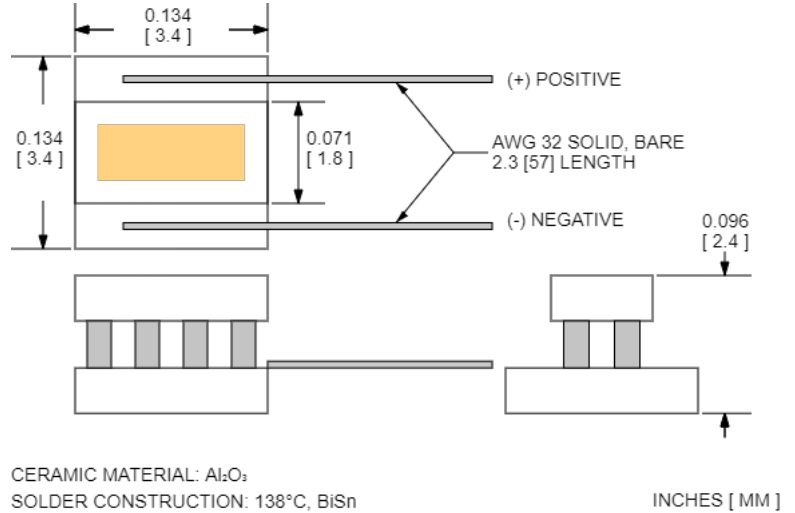 0.134
[ 3.4 ]
(+) POSITIVE
0.134
[ 3.4 ]
0.071
[ 1.8 ]
AWG 32 SOLID, BARE
2.3 [57] LENGTH
(-) NEGATIVE
0.096
[ 2.4 ]
CERAMIC MATERIAL: Al₂O₃
SOLDER CONSTRUCTION: 138°C, BiSn
INCHES [ MM ]